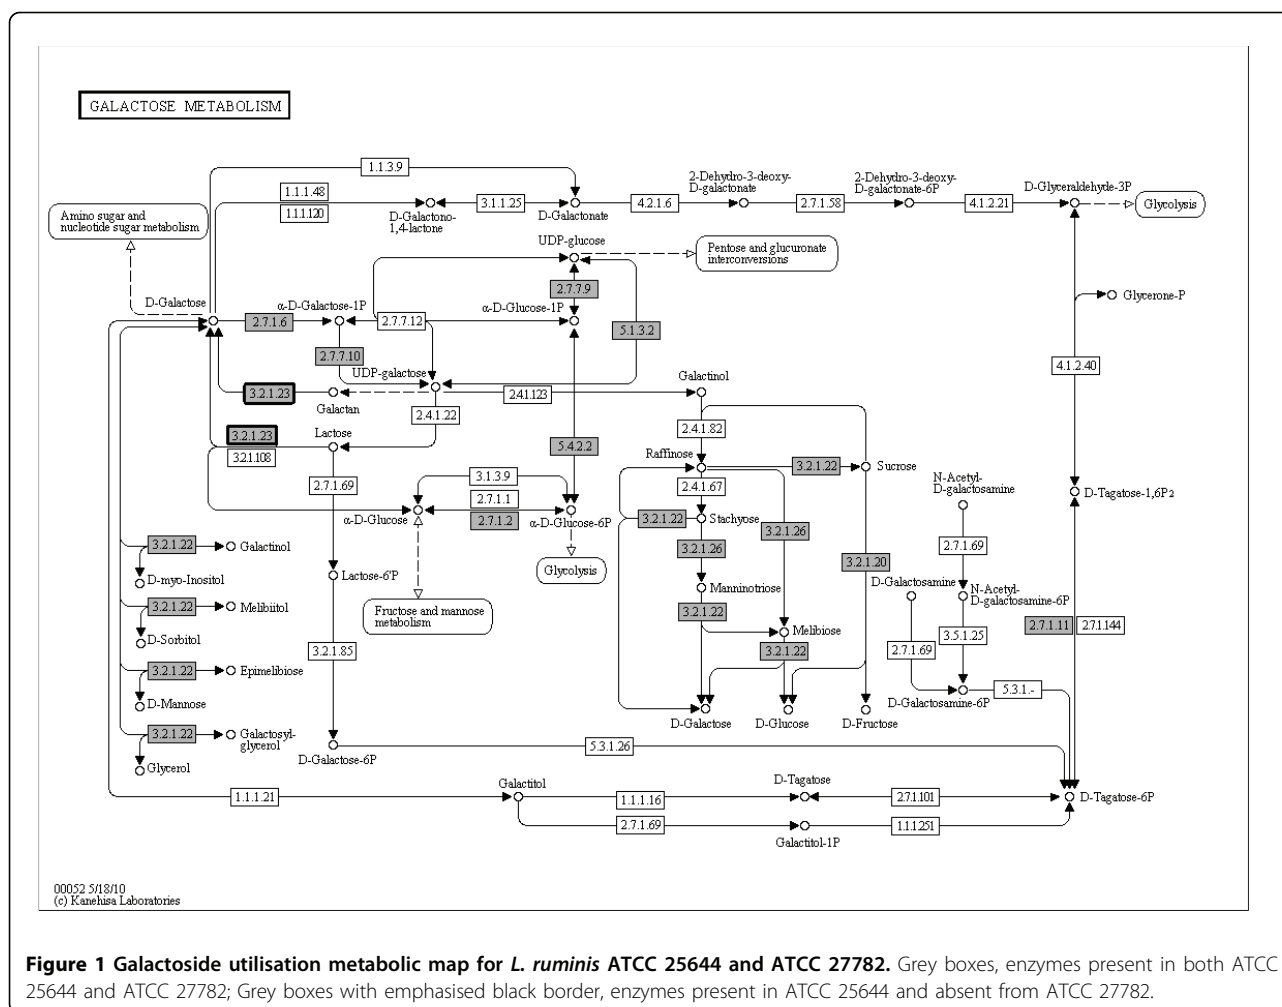 GALACTOSE METABOLISM
1.1.3.9
1.1.1.48
1.1.1.120
D-Galactono-
1,4-lactone
3.1.1.25
D-Galactonate
4.2.1.6
2-Dehydro-3-deoxy-
D-galactonate
2.7.1.58
2-Dehydro-3-deoxy-
D-galactonate-6P
4.1.2.21
D-Glyceraldehyde-3P
Glycolysis
Amino sugar and
nucleotide sugar metabolism
UDP-glucose
Pentose and glucuronate
interconversions
D-Galactose
2.7.1.6
α-D-Galactose-1P
2.7.7.12
α-D-Glucose-1P
2.7.7.9
5.1.3.2
Glycerone-P
2.7.7.10
UDP-galactose
4.1.2.40
3.2.1.23
Galactan
2.4.1.123
Galactinol
2.4.1.22
2.4.1.82
3.2.1.23
3.2.1.108
Lactose
5.4.2.2
Raffinose
3.2.1.22
Sucrose
2.7.1.69
3.1.3.9
2.7.1.1
2.7.1.2
α-D-Glucose
α-D-Glucose-6P
2.4.1.67
3.2.1.22
Stachyose
3.2.1.26
3.2.1.26
N-Acetyl-
D-galactosamine
D-Tagatose-1,6P2
3.2.1.22
Galactinol
D-myo-Inositol
Lactose-6'P
Glycolysis
Manninotriose
3.2.1.20
2.7.1.69
D-Galactosamine
N-Acetyl-
D-galactosamine-6P
3.2.1.22
Melibiitol
D-Sorbitol
Fructose and mannose
metabolism
3.2.1.22
Melibiose
3.2.1.22
2.7.1.69
3.5.1.25
2.7.1.11
2.7.1.144
3.2.1.22
Epimelibiose
D-Mannose
3.2.1.85
D-Galactosamine-6P
5.3.1.-
D-Galactose
D-Glucose
D-Fructose
3.2.1.22
Galactosyl-
glycerol
Glycerol
D-Galactose-6P
5.3.1.26
1.1.1.21
Galactitol
1.1.1.16
D-Tagatose
2.7.1.101
D-Tagatose-6P
2.7.1.69
Galactitol-1P
1.1.1.251
00052 5/18/10
(c) Kanehisa Laboratories
Figure 1 Galactoside utilisation metabolic map for L. ruminis ATCC 25644 and ATCC 27782. Grey boxes, enzymes present in both ATCC
25644 and ATCC 27782; Grey boxes with emphasised black border, enzymes present in ATCC 25644 and absent from ATCC 27782.